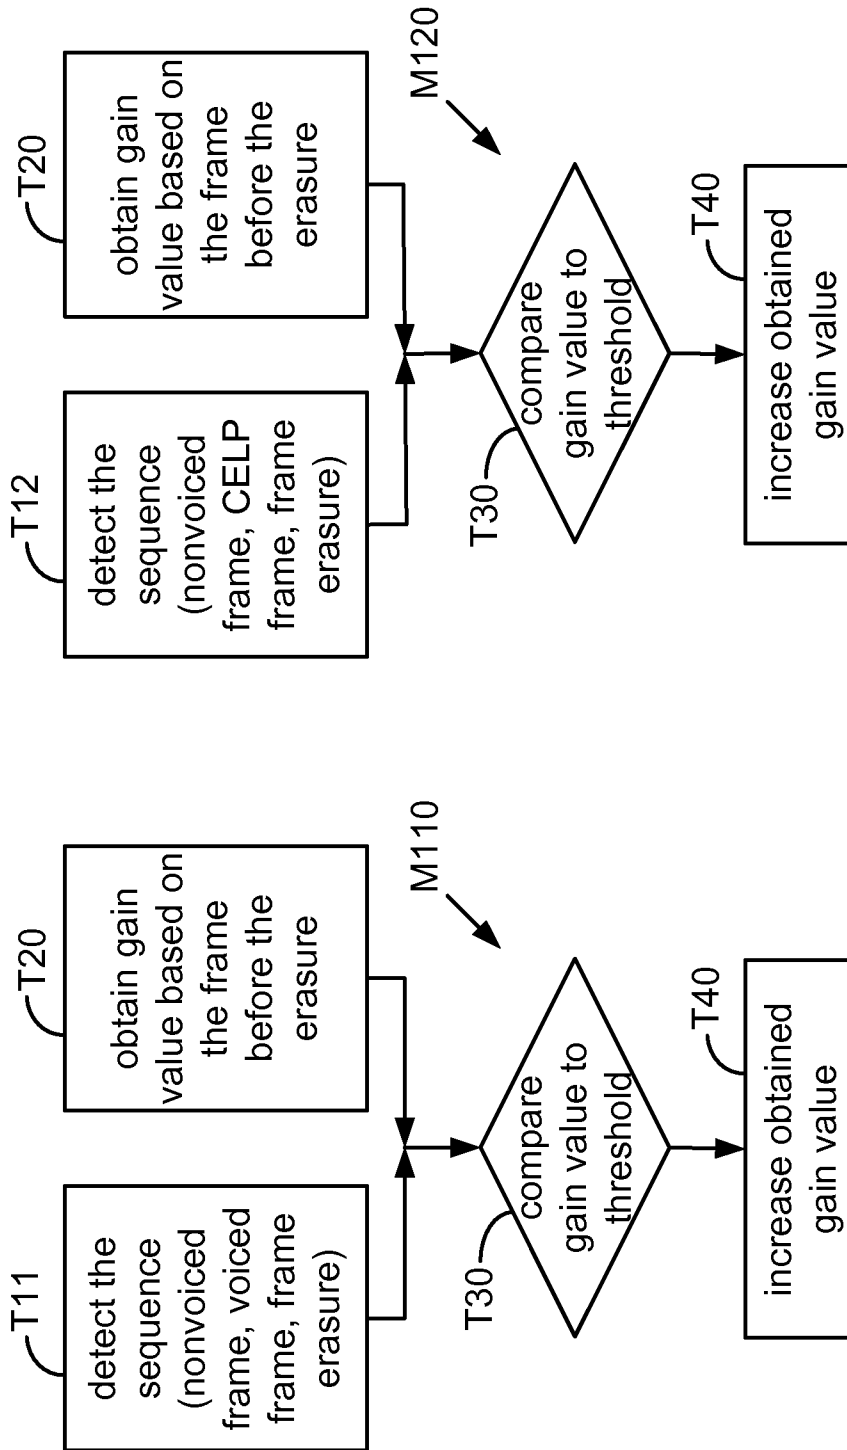 T11
detect the
sequence
(nonvoiced
frame, voiced
frame, frame
erasure)
T20
obtain gain
value based on
the frame
before the
erasure
M110
T30
compare
gain value to
threshold
T40
increase obtained
gain value
T12
detect the
sequence
(nonvoiced
frame, CELP
frame, frame
erasure)
T20
obtain gain
value based on
the frame
before the
erasure
M120
T30
compare
gain value to
threshold
T40
increase obtained
gain value